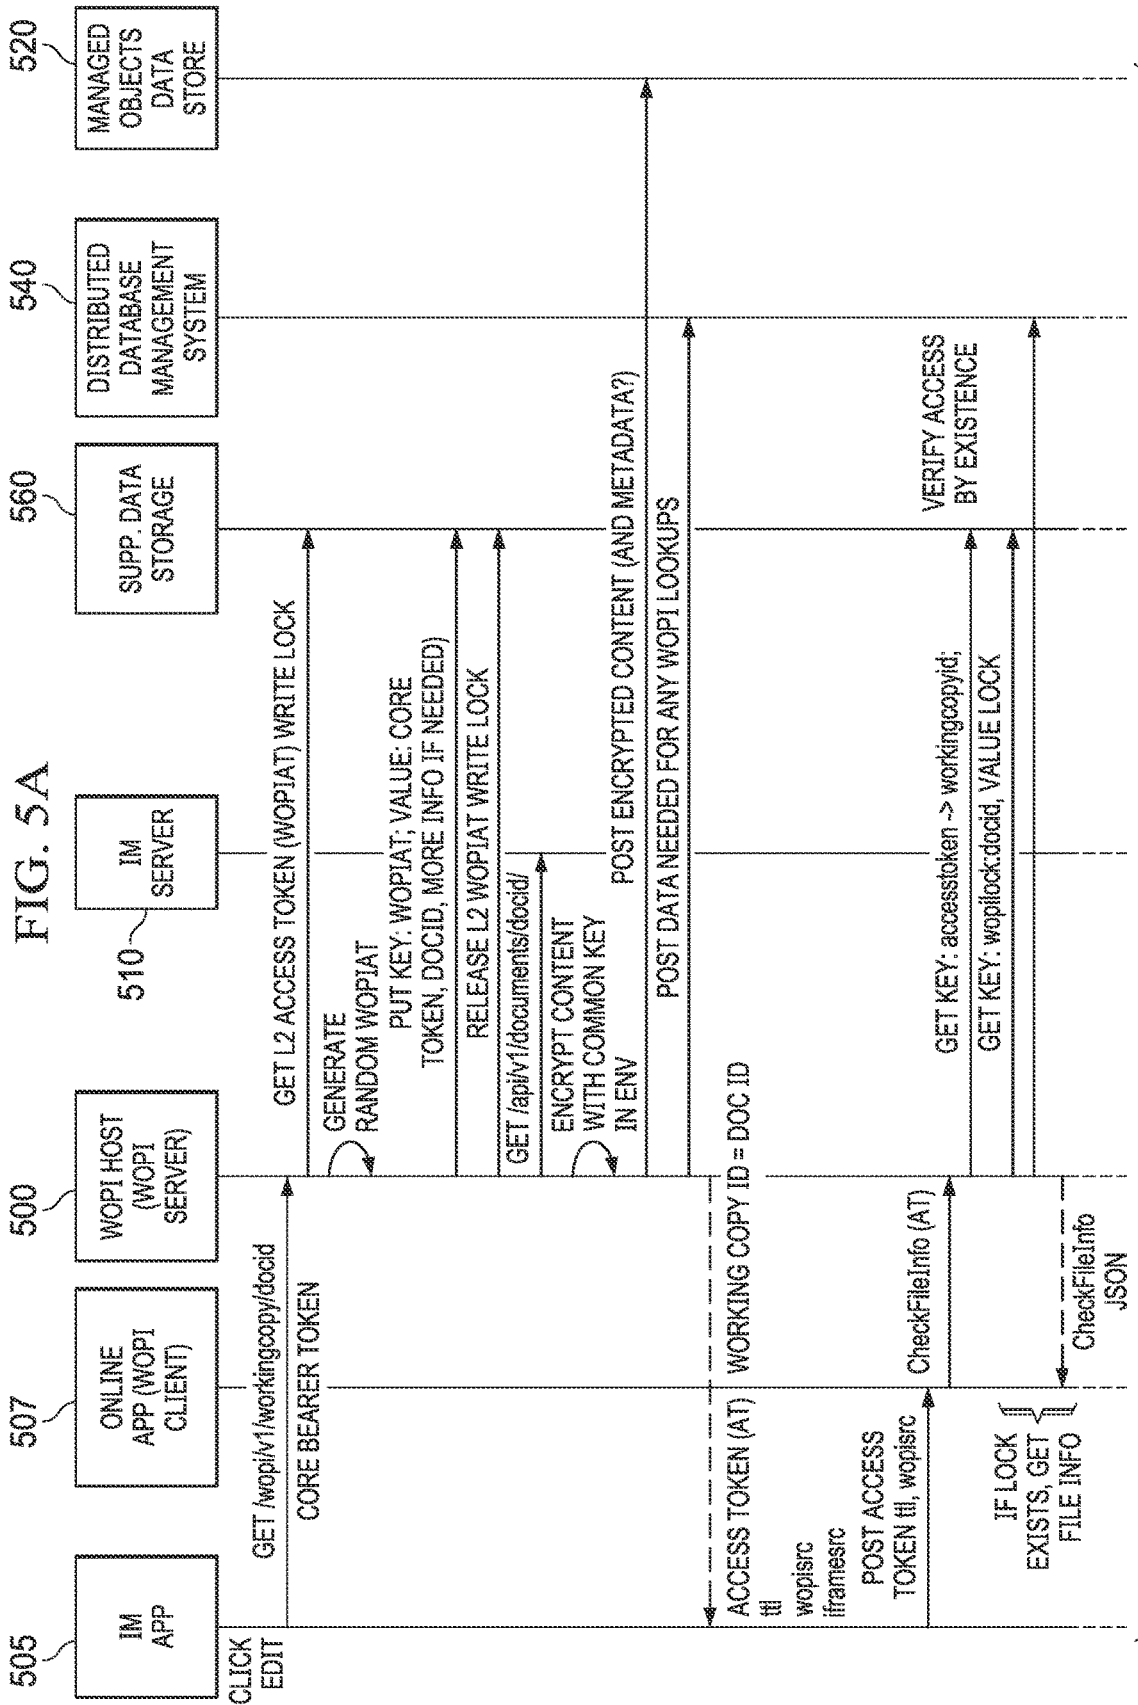 FIG. 5A
505
507
500
510
560
540
520
IM
APP
ONLINE
APP (WOPI
CLIENT)
WOPI HOST
(WOPI
SERVER)
IM
SERVER
SUPP. DATA
STORAGE
DISTRIBUTED
DATABASE
MANAGEMENT
SYSTEM
MANAGED
OBJECTS
DATA
STORE
CLICK
EDIT
GET /wopi/v1/workingcopy/docid
CORE BEARER TOKEN
GET L2 ACCESS TOKEN (WOPIAT) WRITE LOCK
GENERATE
RANDOM WOPIAT
PUT KEY: WOPIAT; VALUE: CORE
TOKEN, DOCID, MORE INFO IF NEEDED)
RELEASE L2 WOPIAT WRITE LOCK
GET /api/v1/documents/docid/
ENCRYPT CONTENT
WITH COMMON KEY
IN ENV
POST ENCRYPTED CONTENT (AND METADATA?)
POST DATA NEEDED FOR ANY WOPI LOOKUPS
ACCESS TOKEN (AT)
ttl
wopisrc
iframesrc
WORKING COPY ID = DOC ID
POST ACCESS
TOKEN ttl, wopisrc
CheckFileInfo (AT)
GET KEY: accesstoken -> workingcopyid;
GET KEY: wopilock:docid, VALUE LOCK
VERIFY ACCESS
BY EXISTENCE
IF LOCK
EXISTS, GET
FILE INFO
CheckFileInfo
JSON